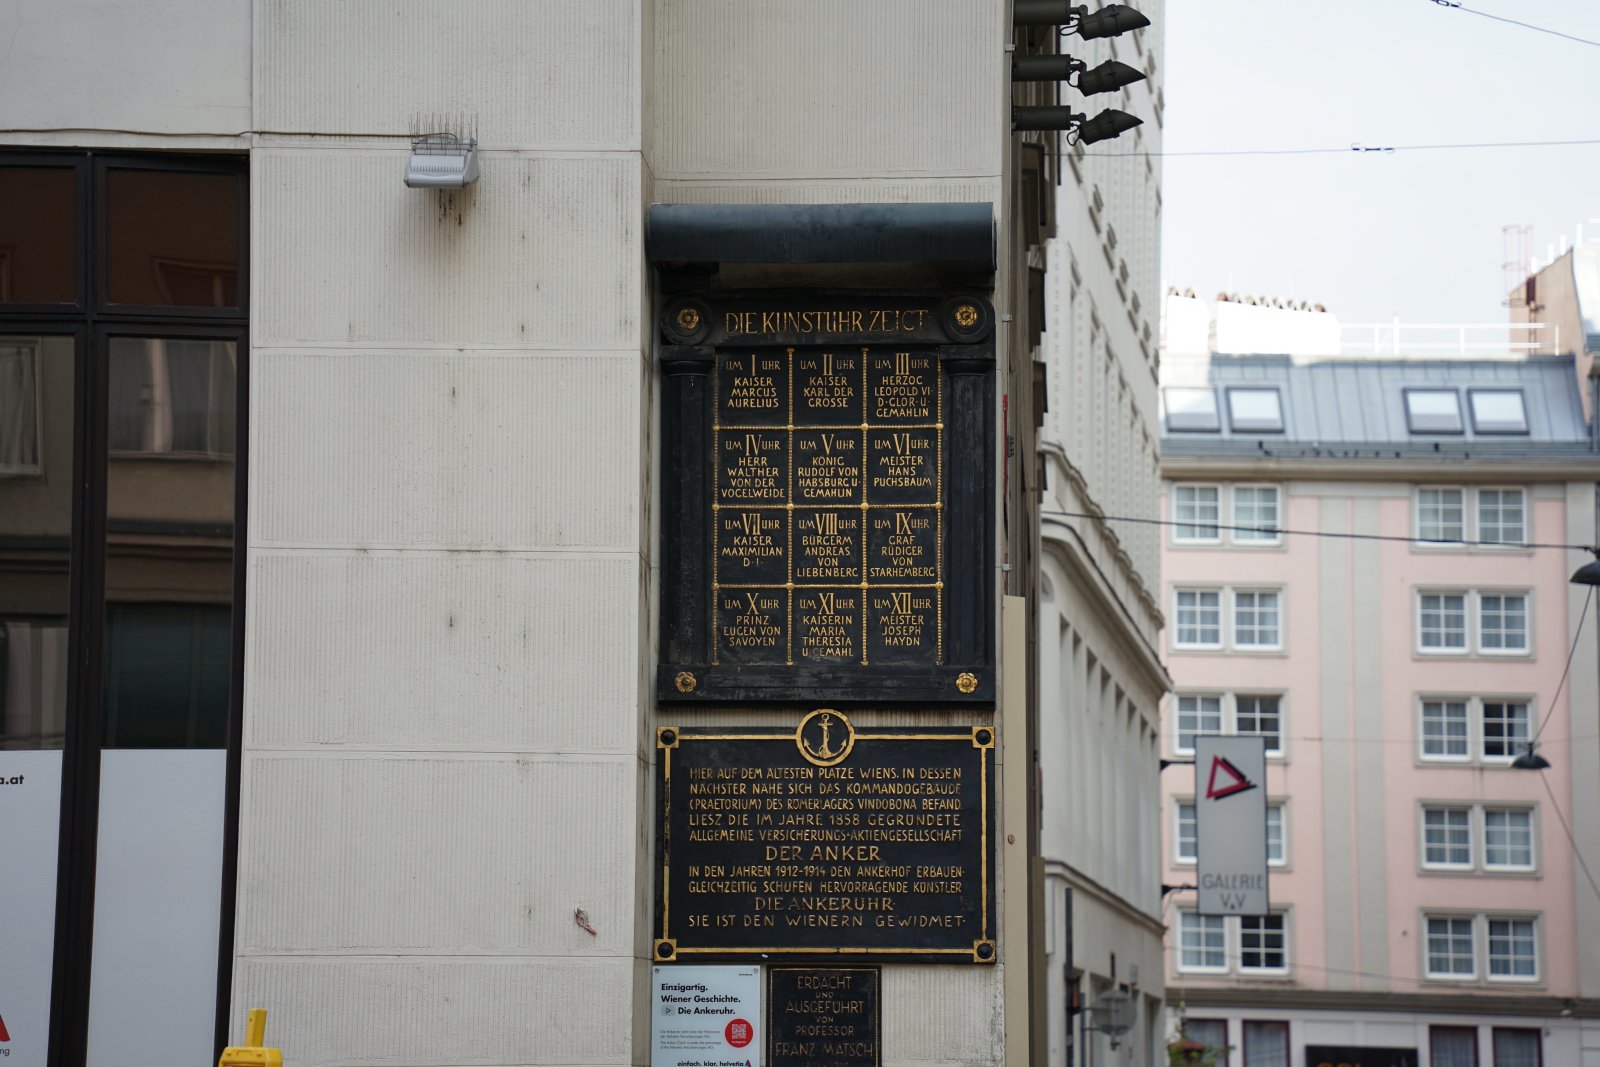 DIE KUNSTUHR ZEIGT·
UM I UHR
KAISER
MARCUS
AURELIUS
UM II UHR
KAISER
KARL DER
GROSSE
UM III UHR
HERZOG
LEOPOLD VI·
D·GLOR·U·
GEMAHLIN
UM IV UHR
HERR
WALTHER
VON DER
VOGELWEIDE
UM V UHR
KÖNIG
RUDOLF VON
HABSBURG U·
GEMAHLIN
UM VI UHR
MEISTER
HANS
PUCHSBAUM
UM VII UHR
KAISER
MAXIMILIAN
D·I·
UM VIII UHR
BÜRGERM
ANDREAS
VON
LIEBENBERG
UM IX UHR
GRAF
RÜDIGER
VON
STARHEMBERG
UM X UHR
PRINZ
EUGEN VON
SAVOYEN
UM XI UHR
KAISERIN
MARIA
THERESIA
U·GEMAHL
UM XII UHR
MEISTER
JOSEPH
HAYDN
HIER AUF DEM ÄLTESTEN PLATZE WIENS, IN DESSEN
NÄCHSTER NÄHE SICH DAS KOMMANDOGEBÄUDE
(PRAETORIUM) DES RÖMERLAGERS VINDOBONA BEFAND,
LIESZ DIE IM JAHRE 1858 GEGRÜNDETE
ALLGEMEINE VERSICHERUNGS-AKTIENGESELLSCHAFT
DER ANKER
IN DEN JAHREN 1912-1914 DEN ANKERHOF ERBAUEN·
GLEICHZEITIG SCHUFEN HERVORRAGENDE KÜNSTLER
DIE ANKERUHR·
SIE IST DEN WIENERN GEWIDMET·
Einzigartig.
Wiener Geschichte.
Die Ankeruhr.
einfach. klar. helvetia
ERDACHT
UND
AUSGEFÜHRT
VON
PROFESSOR
FRANZ MATSCH
GALERIE
V&V
a.at
ng